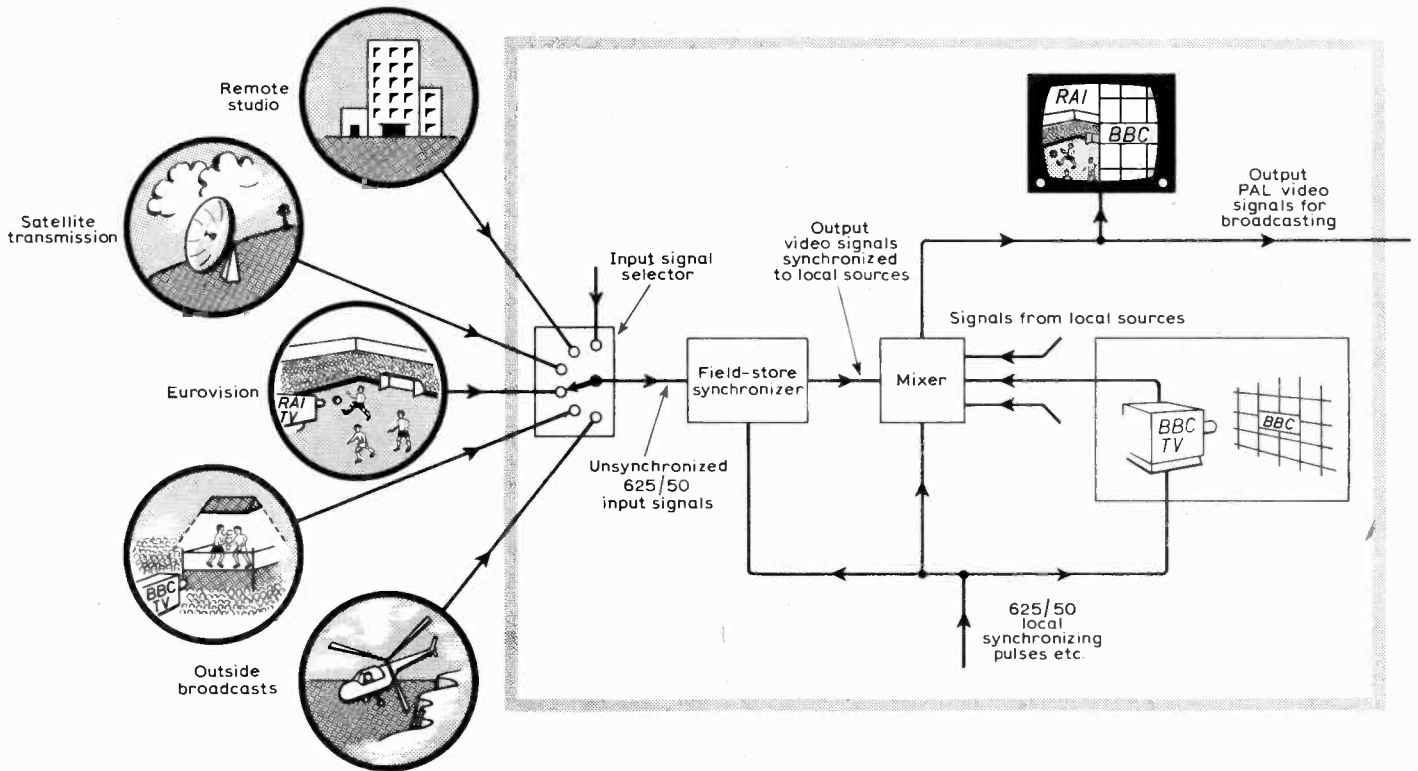 Remote
studio
Satellite
transmission
Eurovision
RAI
TV
BBC
TV
Outside
broadcasts
Input signal
selector
Unsynchronized
625/50
input signals
Field-store
synchronizer
Output
video signals
synchronized
to local sources
Mixer
RAI
BBC
Output
PAL video
signals for
broadcasting
Signals from local sources
BBC
TV
BBC
625/50
local
synchronizing
pulses etc.